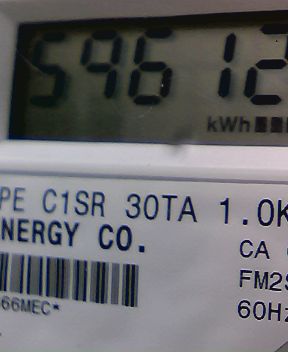 59612
kWh
PE C1SR 30TA 1.0K
NERGY CO.
CA
FM2S
66MEC*
60Hz